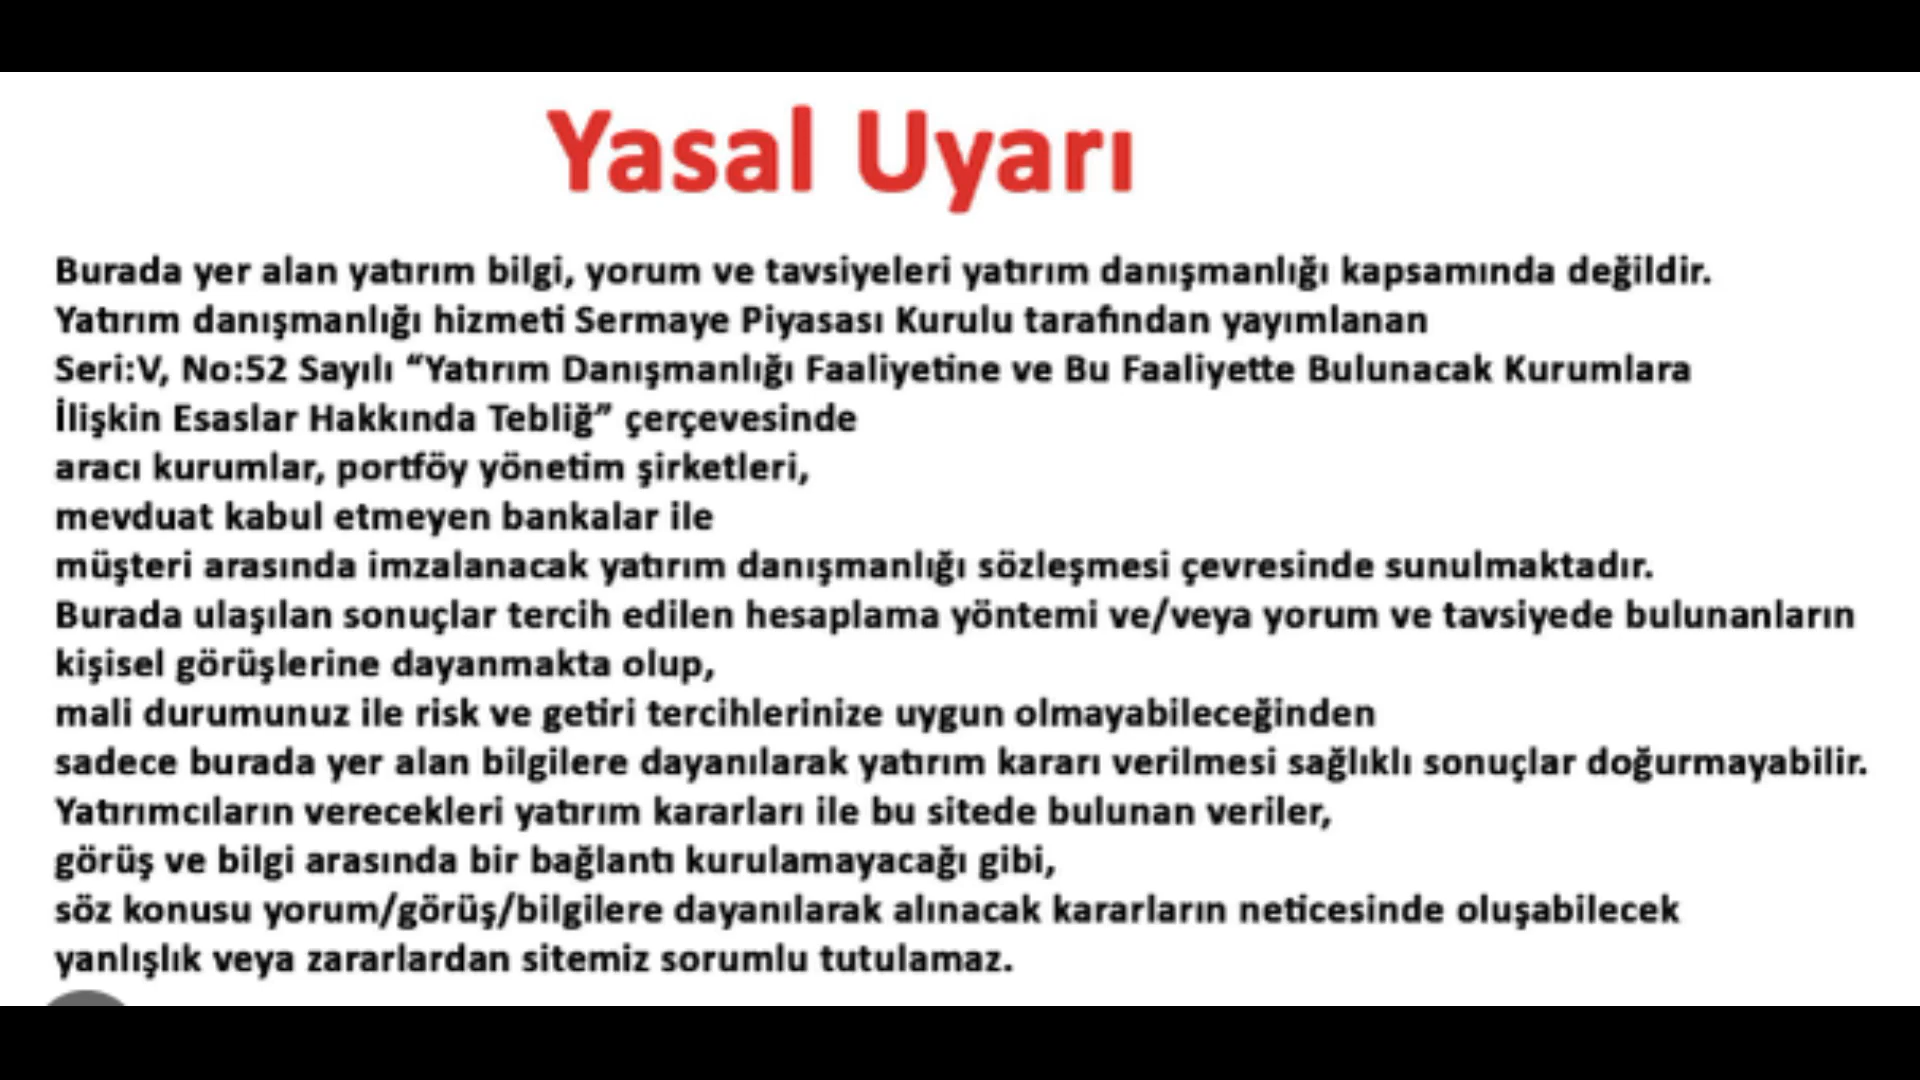 Yasal Uyarı
Burada yer alan yatırım bilgi, yorum ve tavsiyeleri yatırım danışmanlığı kapsamında değildir.
Yatırım danışmanlığı hizmeti Sermaye Piyasası Kurulu tarafından yayımlanan
Seri:V, No:52 Sayılı “Yatırım Danışmanlığı Faaliyetine ve Bu Faaliyette Bulunacak Kurumlara
İlişkin Esaslar Hakkında Tebliğ” çerçevesinde
aracı kurumlar, portföy yönetim şirketleri,
mevduat kabul etmeyen bankalar ile
müşteri arasında imzalanacak yatırım danışmanlığı sözleşmesi çevresinde sunulmaktadır.
Burada ulaşılan sonuçlar tercih edilen hesaplama yöntemi ve/veya yorum ve tavsiyede bulunanların
kişisel görüşlerine dayanmakta olup,
mali durumunuz ile risk ve getiri tercihlerinize uygun olmayabileceğinden
sadece burada yer alan bilgilere dayanılarak yatırım kararı verilmesi sağlıklı sonuçlar doğurmayabilir.
Yatırımcıların verecekleri yatırım kararları ile bu sitede bulunan veriler,
görüş ve bilgi arasında bir bağlantı kurulamayacağı gibi,
söz konusu yorum/görüş/bilgilere dayanılarak alınacak kararların neticesinde oluşabilecek
yanlışlık veya zararlardan sitemiz sorumlu tutulamaz.